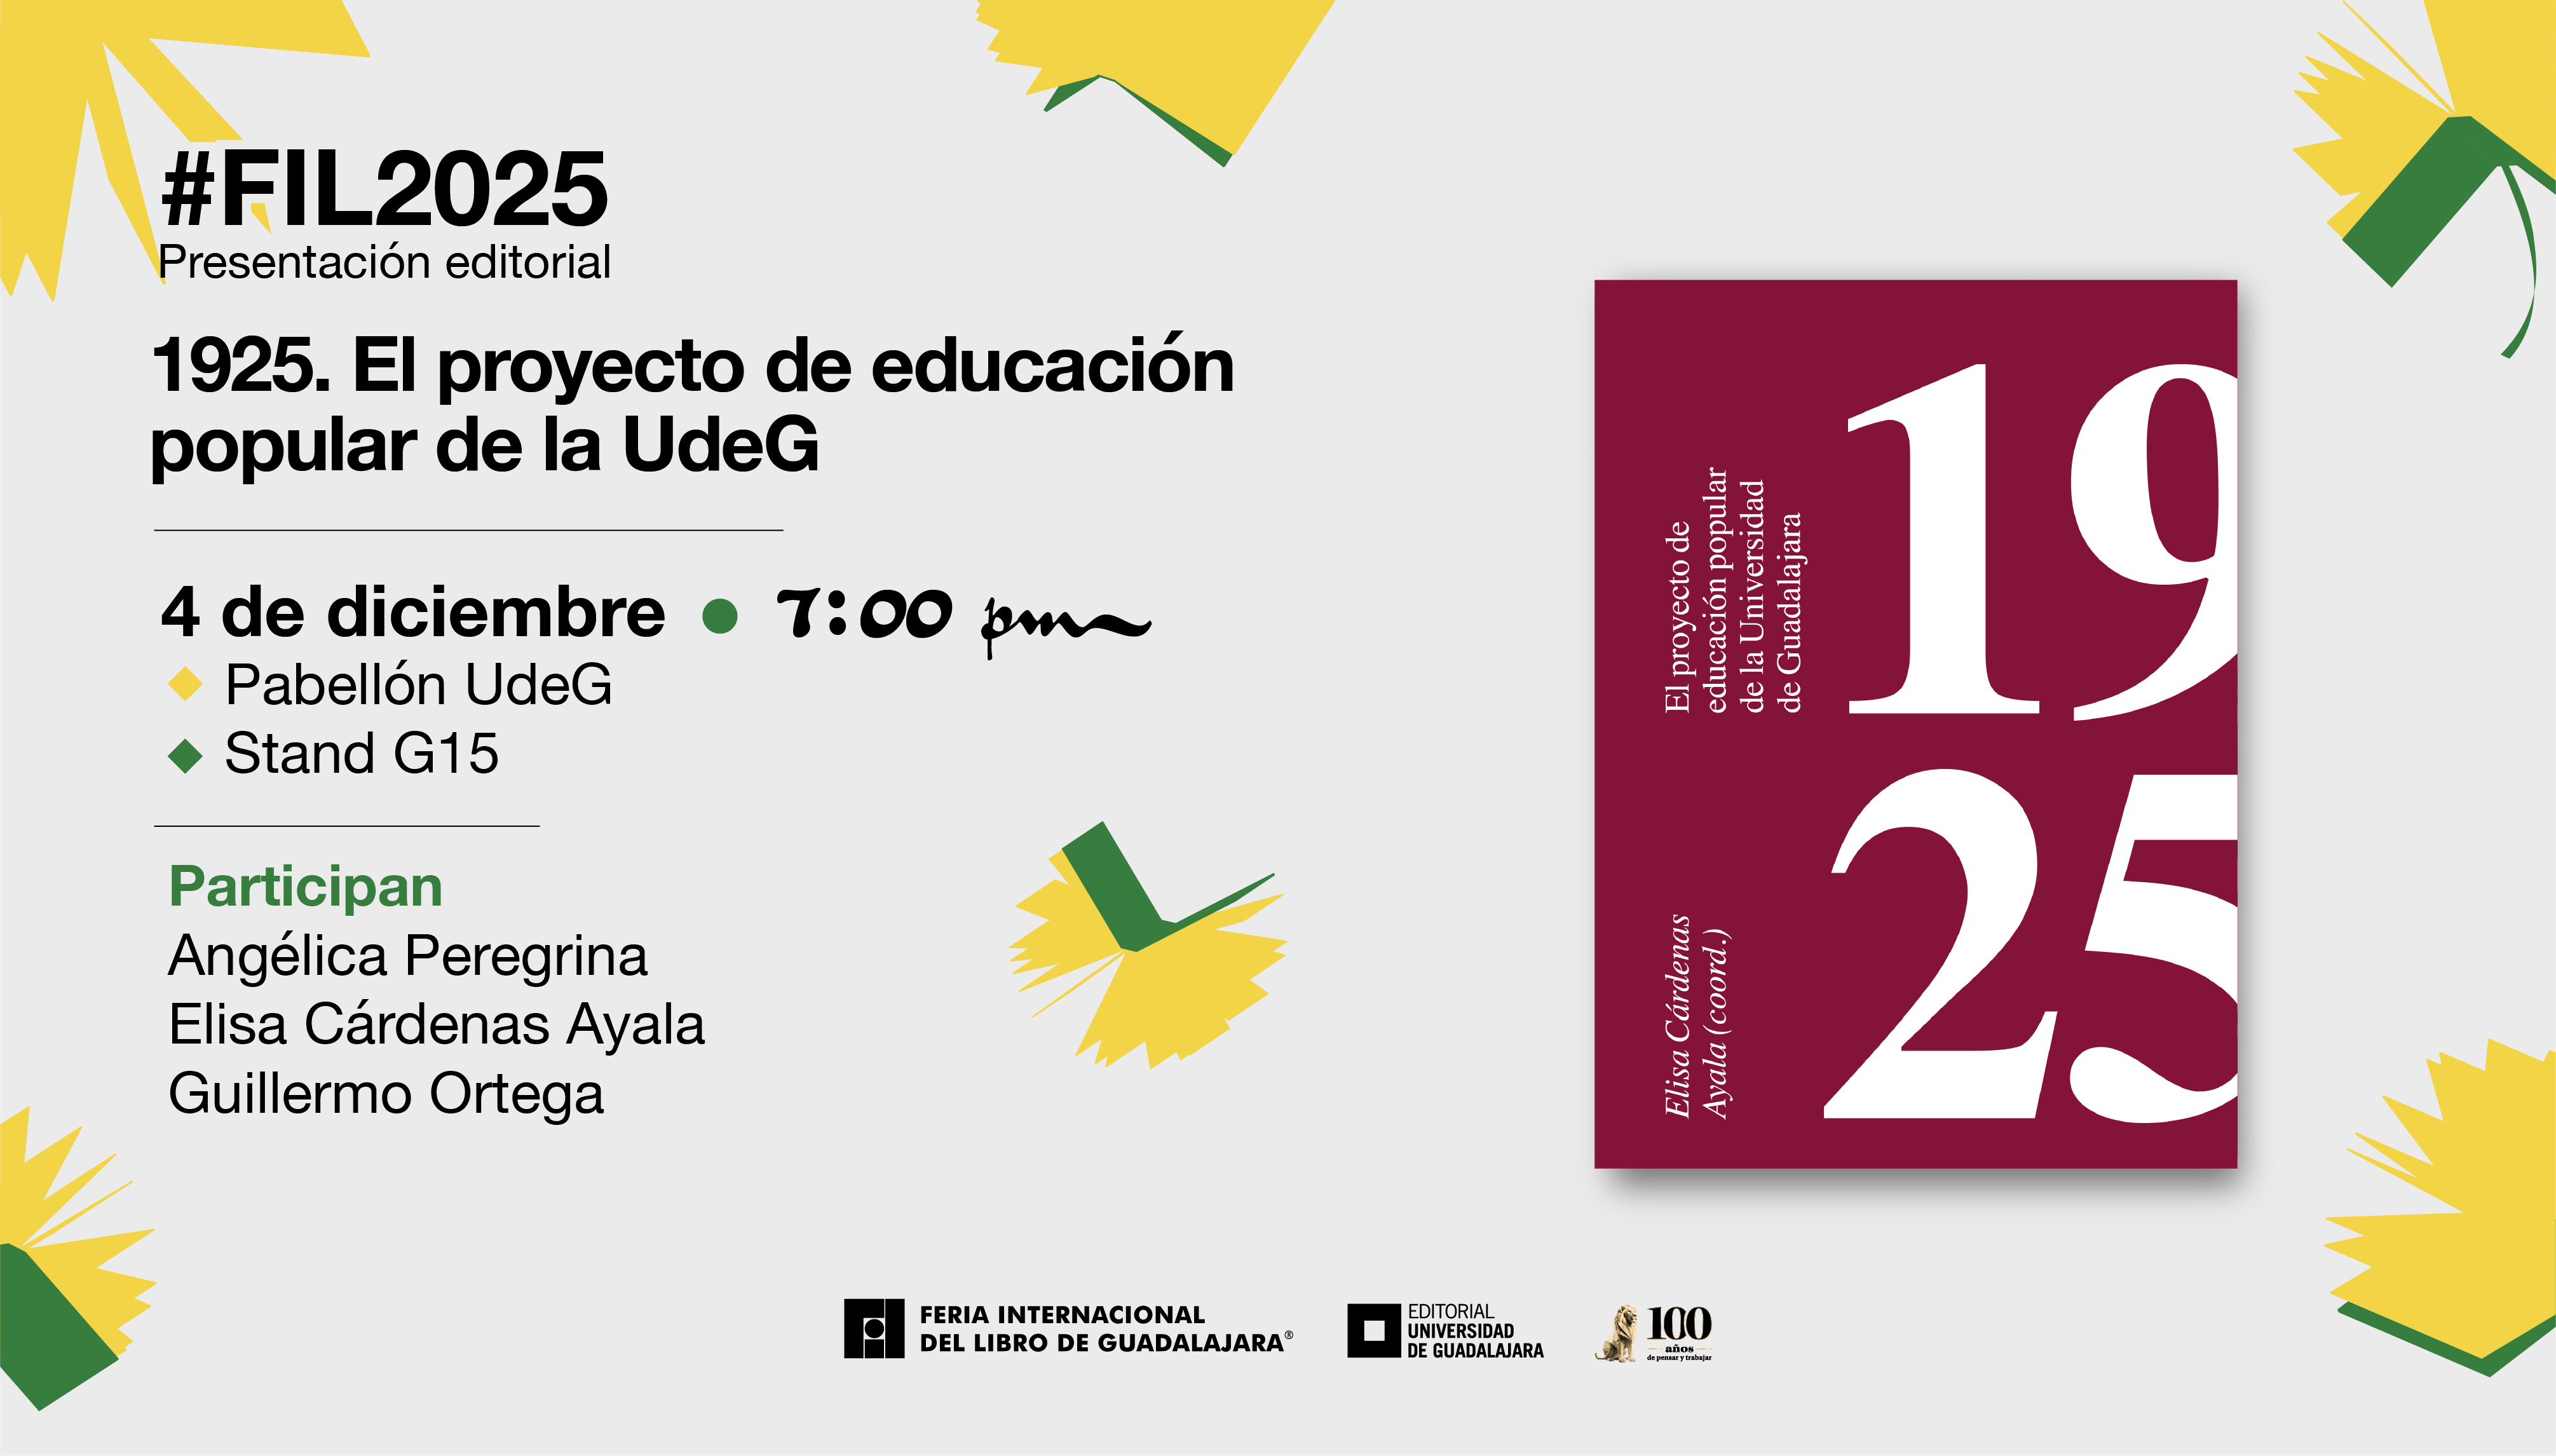 #FIL2025
Presentación editorial
1925. El proyecto de educación
popular de la UdeG
4 de diciembre ● 7:00 pm
Pabellón UdeG
Stand G15
Participan
Angélica Peregrina
Elisa Cárdenas Ayala
Guillermo Ortega
El proyecto de
educación popular
de la Universidad
de Guadalajara
19
25
Elisa Cárdenas
Ayala (coord.)
FERIA INTERNACIONAL
DEL LIBRO DE GUADALAJARA®
EDITORIAL
UNIVERSIDAD
DE GUADALAJARA
100
años
de pensar y trabajar